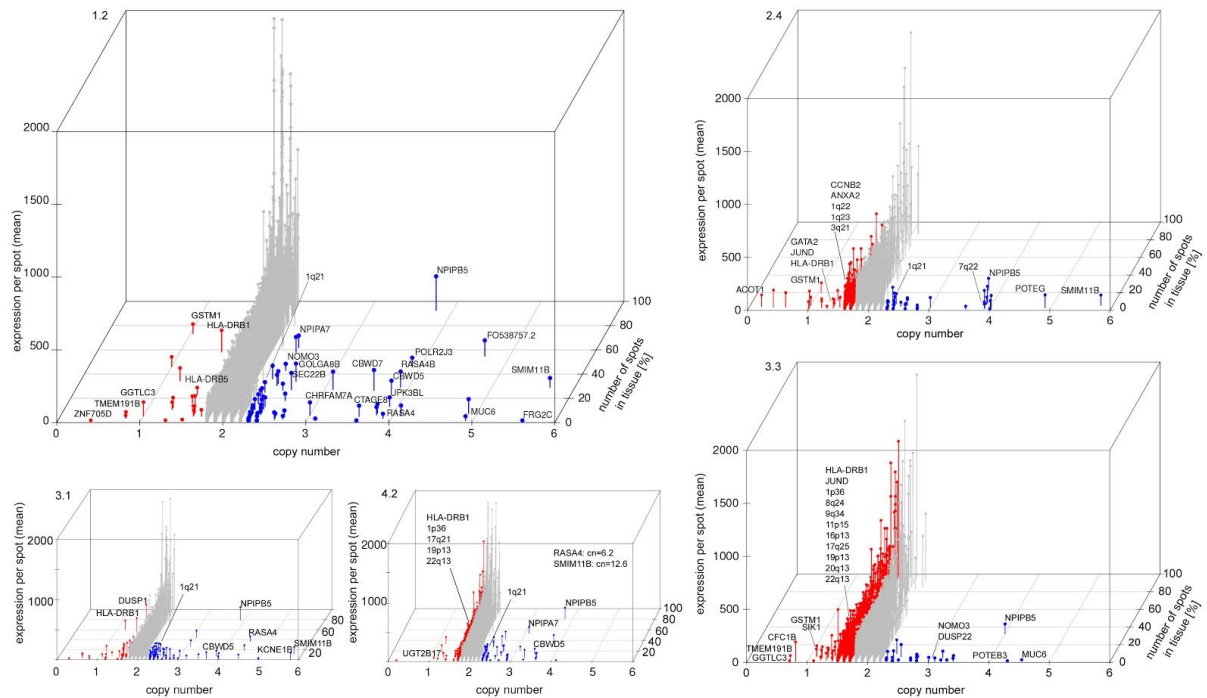 1.2
2000
1500
1000
500
0
expression per spot (mean)
0 1 2 3 4 5 6
copy number
100
80
60
40
20
0
number of spots
in tissue [%]
1q21
NPIPB5
GSTM1
HLA-DRB1
NPIPA7
FO538757.2
NOMO3
POLR2J3
GOLGA8B
CBWD7
RASA4B
SEC22B
CBWD5
HLA-DRB5
SMIM11B
GGTLC3
CHRFAM7A
UPK3BL
TMEM191B
CTAGE8
ZNF705D
RASA4
MUC6
FRG2C
2.4
2000
1500
1000
500
0
expression per spot (mean)
0 1 2 3 4 5 6
copy number
100
80
60
40
20
0
number of spots
in tissue [%]
CCNB2
ANXA2
1q22
1q23
3q21
GATA2
JUND
HLA-DRB1
GSTM1
ACOT1
1q21
7q22
NPIPB5
POTEG
SMIM11B
3.1
2000
1000
expression per spot (mean)
0 1 2 3 4 5 6
copy number
80
60
40
20
1q21
DUSP1
HLA-DRB1
NPIPB5
RASA4
CBWD5
KCNE1B
SMIM11B
4.2
2000
1000
0
expression per spot (mean)
0 1 2 3 4 5 6
copy number
100
80
60
40
20
HLA-DRB1
1p36
17q21
19p13
22q13
RASA4: cn=6.2
SMIM11B: cn=12.6
1q21
NPIPB5
NPIPA7
CBWD5
UGT2B17
3.3
2000
1500
1000
500
0
expression per spot (mean)
0 1 2 3 4 5 6
copy number
100
80
60
40
20
0
number of spots
in tissue [%]
HLA-DRB1
JUND
1p36
8q24
9q34
11p15
16p13
17q25
19p13
20q13
22q13
GSTM1
SIK1
CFC1B
TMEM191B
GGTLC3
NOMO3
DUSP22
NPIPB5
POTEB3
MUC6